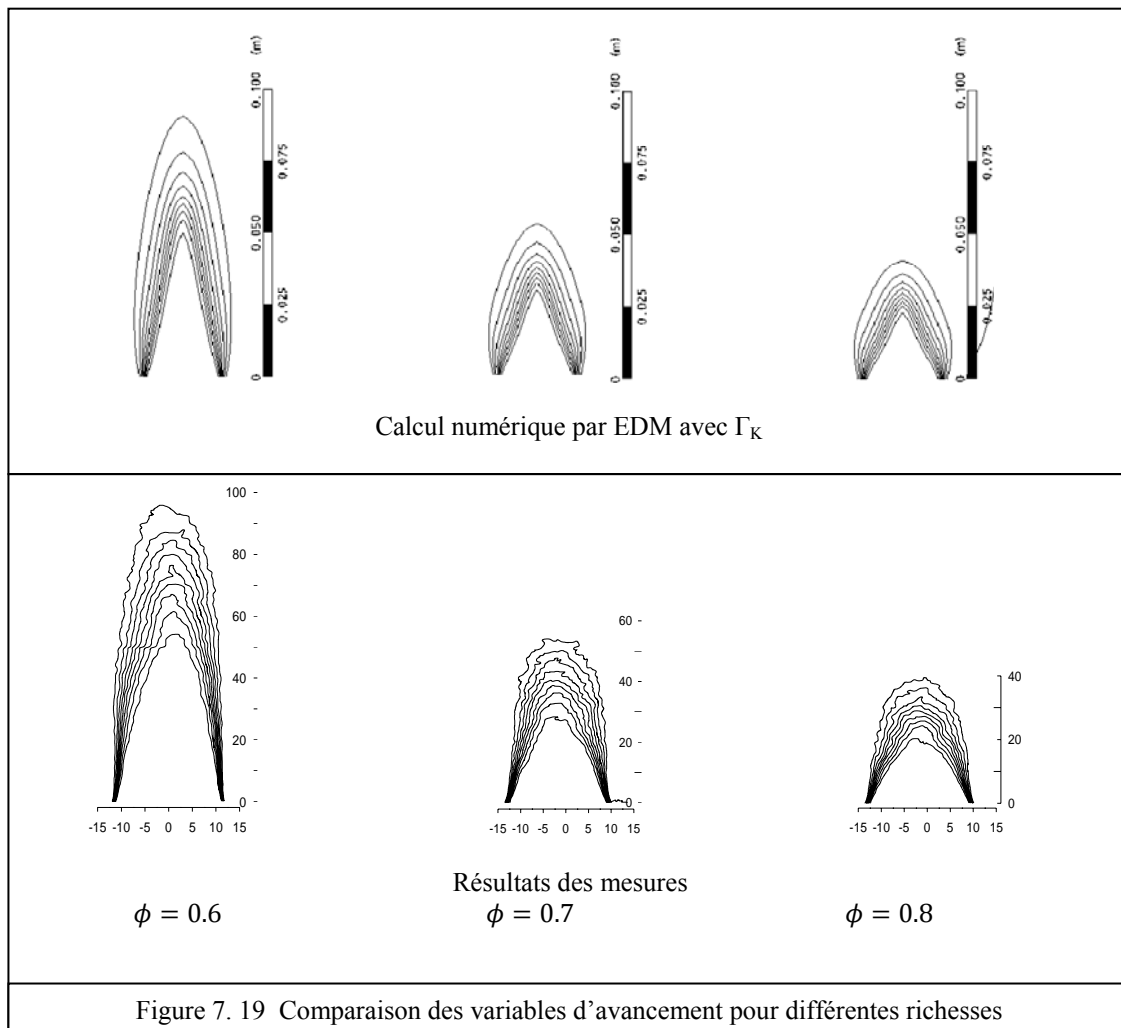 (m) (m) (m)
0.100 0.100 0.100
0.075 0.075 0.075
0.050 0.050 0.050
0.025 0.025 0.025
0 0 0
Calcul numérique par EDM avec Γ_K
100
80
60
40
20
0
-15 -10 -5 0 5 10 15
60
40
20
0
-15 -10 -5 0 5 10 15
40
20
0
-15 -10 -5 0 5 10 15
Résultats des mesures
ϕ = 0.6 ϕ = 0.7 ϕ = 0.8
Figure 7. 19 Comparaison des variables d’avancement pour différentes richesses